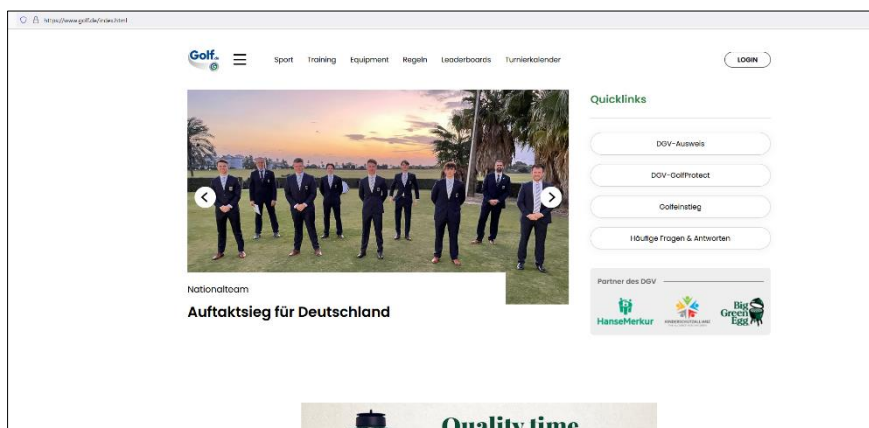 https://www.golf.de/index.html
Golf.de
Sport Training Equipment Regeln Leaderboards Turnierkalender
LOGIN
Quicklinks
DGV-Ausweis
DGV-GolfProtect
Golfeinstieg
Häufige Fragen & Antworten
Nationalteam
Auftaktsieg für Deutschland
Partner des DGV
HanseMerkur
Big
Green
Egg
Quality time